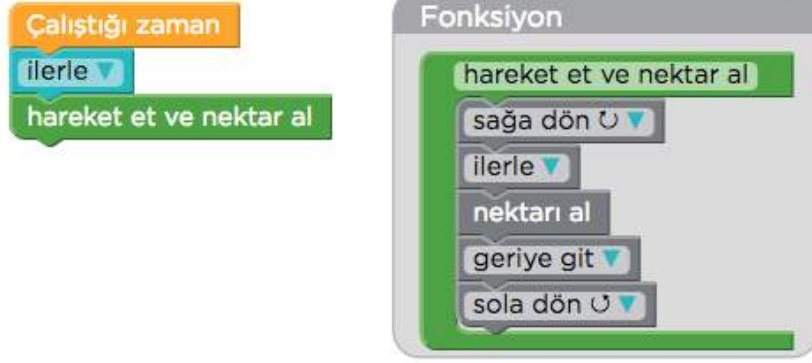 Çalıştığı zaman
ilerle
hareket et ve nektar al
Fonksiyon
hareket et ve nektar al
sağa dön ↻
ilerle
nektarı al
geriye git
sola dön ↺